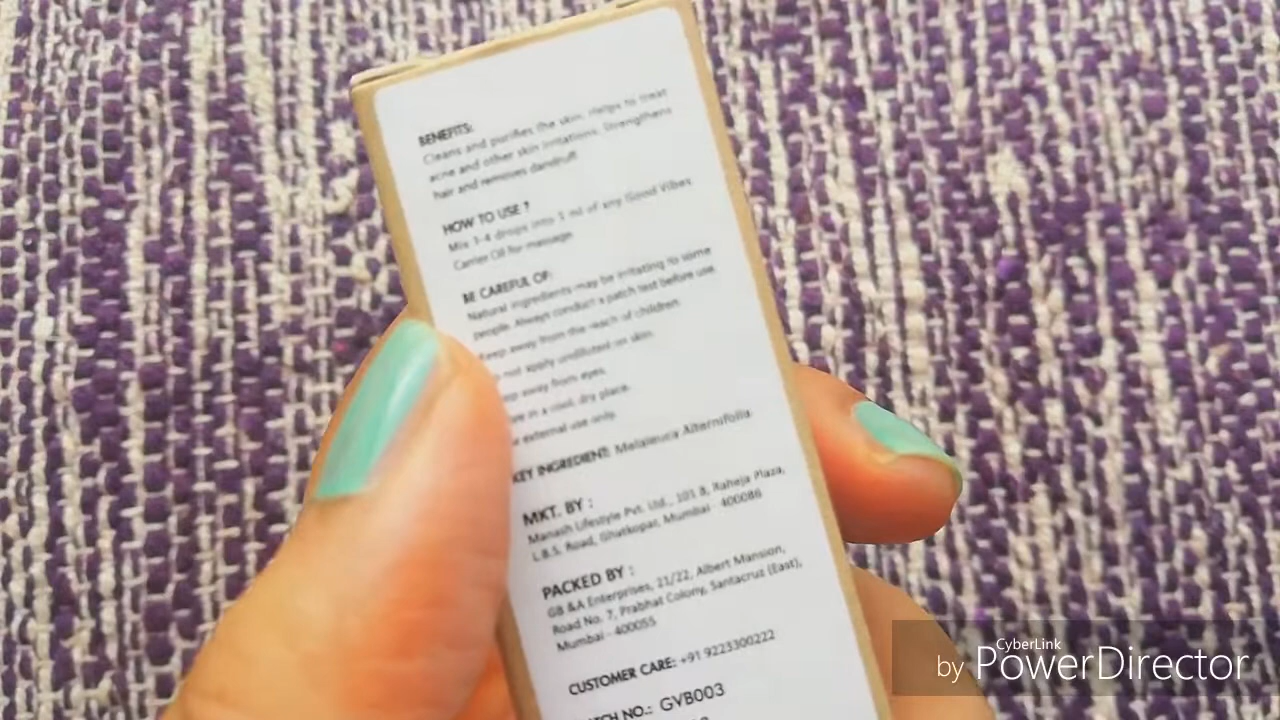 BENEFITS:
Cleans and purifies the skin. Helps to treat
acne and other skin irritations. Strengthens
hair and removes dandruff.
HOW TO USE ?
Mix 3-4 drops into 1 ml of any Good Vibes
Carrier Oil for massage.
BE CAREFUL OF:
Natural ingredients may be irritating to some
people. Always conduct a patch test before use.
Keep away from the reach of children.
not apply undiluted on skin.
away from eyes.
in a cool, dry place.
external use only.
KEY INGREDIENT: Melaleuca Alternifolia
MKT. BY :
Manash Lifestyle Pvt. Ltd., 101 B, Raheja Plaza,
L.B.S. Road, Ghatkopar, Mumbai - 400086
PACKED BY :
GB &A Enterprises, 21/22, Albert Mansion,
Road No. 7, Prabhat Colony, Santacruz (East),
Mumbai - 400055
CUSTOMER CARE: +91 9223300222
NO.: GVB003
CyberLink
by PowerDirector